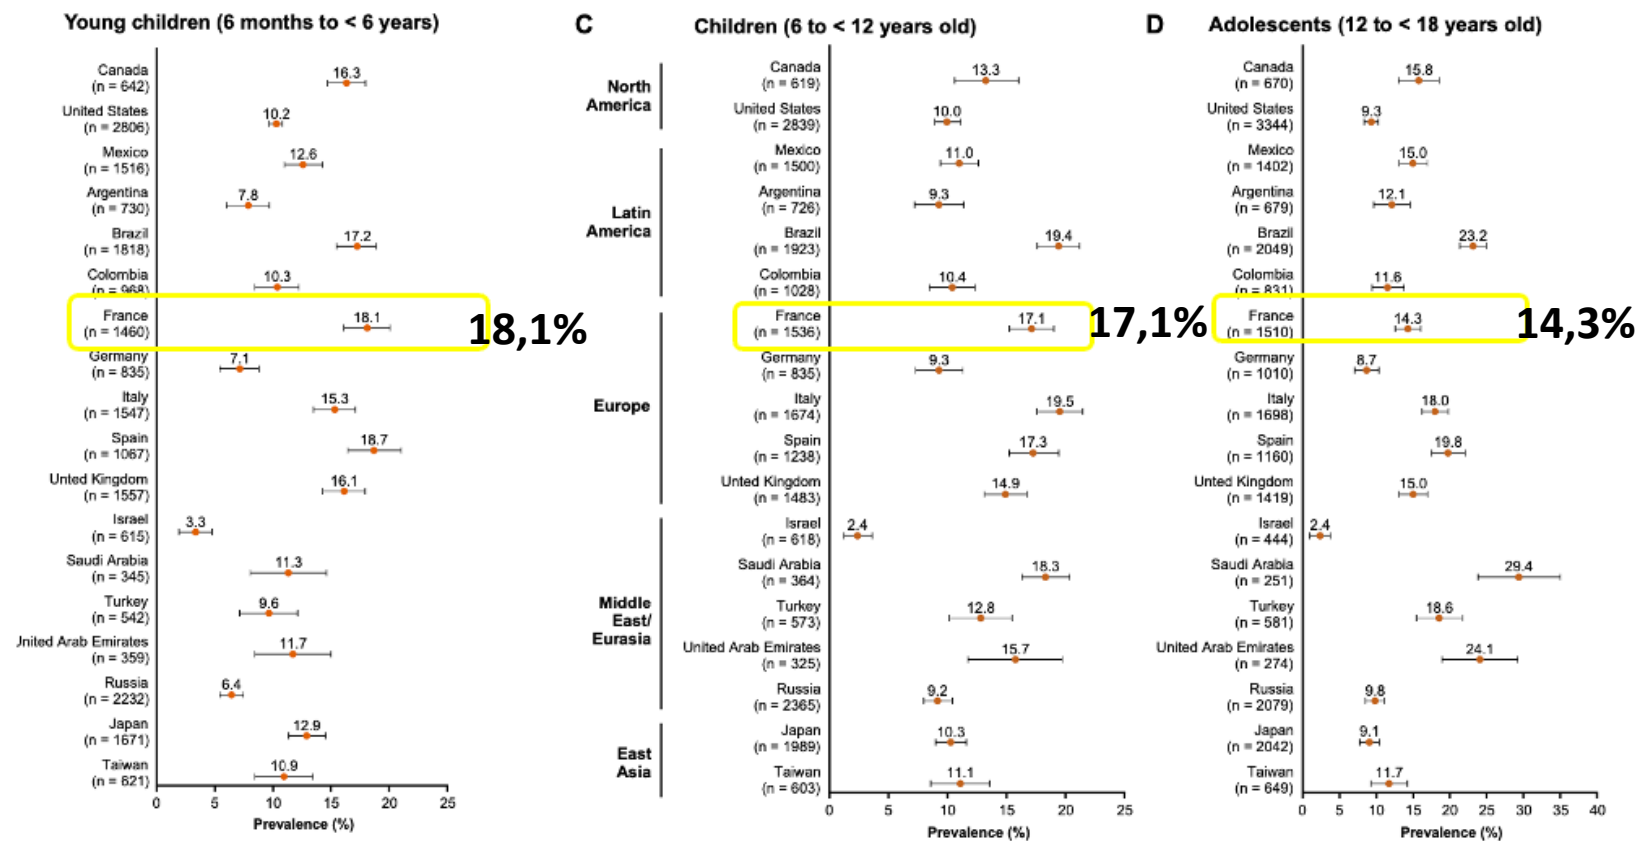 Young children (6 months to < 6 years)
Canada
(n = 642)
16.3
United States
(n = 2806)
10.2
Mexico
(n = 1516)
12.6
Argentina
(n = 730)
7.8
Brazil
(n = 1818)
17.2
Colombia
(n = 968)
10.3
France
(n = 1460)
18.1
18,1%
Germany
(n = 835)
7.1
Italy
(n = 1547)
15.3
Spain
(n = 1067)
18.7
Unted Kingdom
(n = 1557)
16.1
Israel
(n = 615)
3.3
Saudi Arabia
(n = 345)
11.3
Turkey
(n = 542)
9.6
United Arab Emirates
(n = 359)
11.7
Russia
(n = 2232)
6.4
Japan
(n = 1671)
12.9
Taiwan
(n = 621)
10.9
0 5 10 15 20 25
Prevalence (%)
C
Children (6 to < 12 years old)
North
America
Latin
America
Europe
Middle
East/
Eurasia
East
Asia
Canada
(n = 619)
13.3
United States
(n = 2839)
10.0
Mexico
(n = 1500)
11.0
Argentina
(n = 726)
9.3
Brazil
(n = 1923)
19.4
Colombia
(n = 1028)
10.4
France
(n = 1536)
17.1
17,1%
Germany
(n = 835)
9.3
Italy
(n = 1674)
19.5
Spain
(n = 1238)
17.3
Unted Kingdom
(n = 1483)
14.9
Israel
(n = 618)
2.4
Saudi Arabia
(n = 364)
18.3
Turkey
(n = 573)
12.8
United Arab Emirates
(n = 325)
15.7
Russia
(n = 2365)
9.2
Japan
(n = 1989)
10.3
Taiwan
(n = 603)
11.1
0 5 10 15 20 25
Prevalence (%)
D
Adolescents (12 to < 18 years old)
Canada
(n = 670)
15.8
United States
(n = 3344)
9.3
Mexico
(n = 1402)
15.0
Argentina
(n = 679)
12.1
Brazil
(n = 2049)
23.2
Colombia
(n = 831)
11.6
France
(n = 1510)
14.3
14,3%
Germany
(n = 1010)
8.7
Italy
(n = 1698)
18.0
Spain
(n = 1160)
19.8
Unted Kingdom
(n = 1419)
15.0
Israel
(n = 444)
2.4
Saudi Arabia
(n = 251)
29.4
Turkey
(n = 581)
18.6
United Arab Emirates
(n = 274)
24.1
Russia
(n = 2079)
9.8
Japan
(n = 2042)
9.1
Taiwan
(n = 649)
11.7
0 5 10 15 20 25 30 35 40
Prevalence (%)